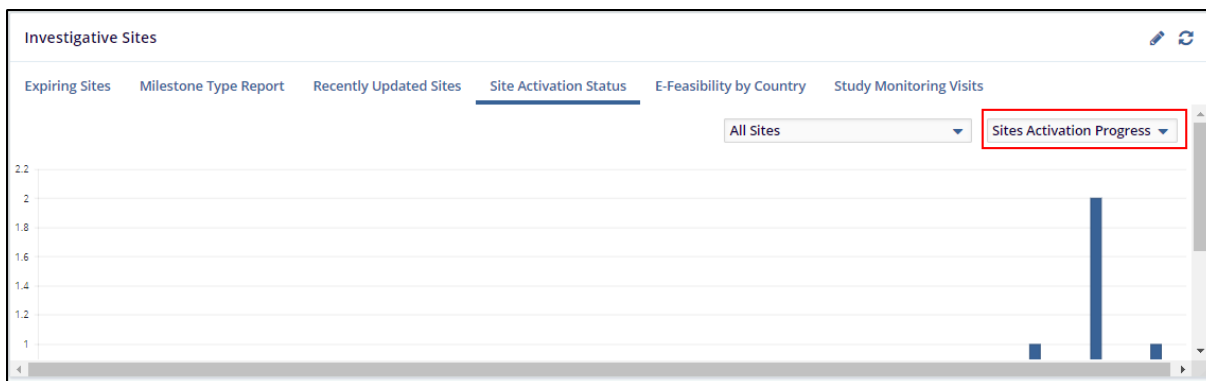 Investigative Sites
Expiring Sites Milestone Type Report Recently Updated Sites Site Activation Status E-Feasibility by Country Study Monitoring Visits
All Sites Sites Activation Progress
2.2
2
1.8
1.6
1.4
1.2
1